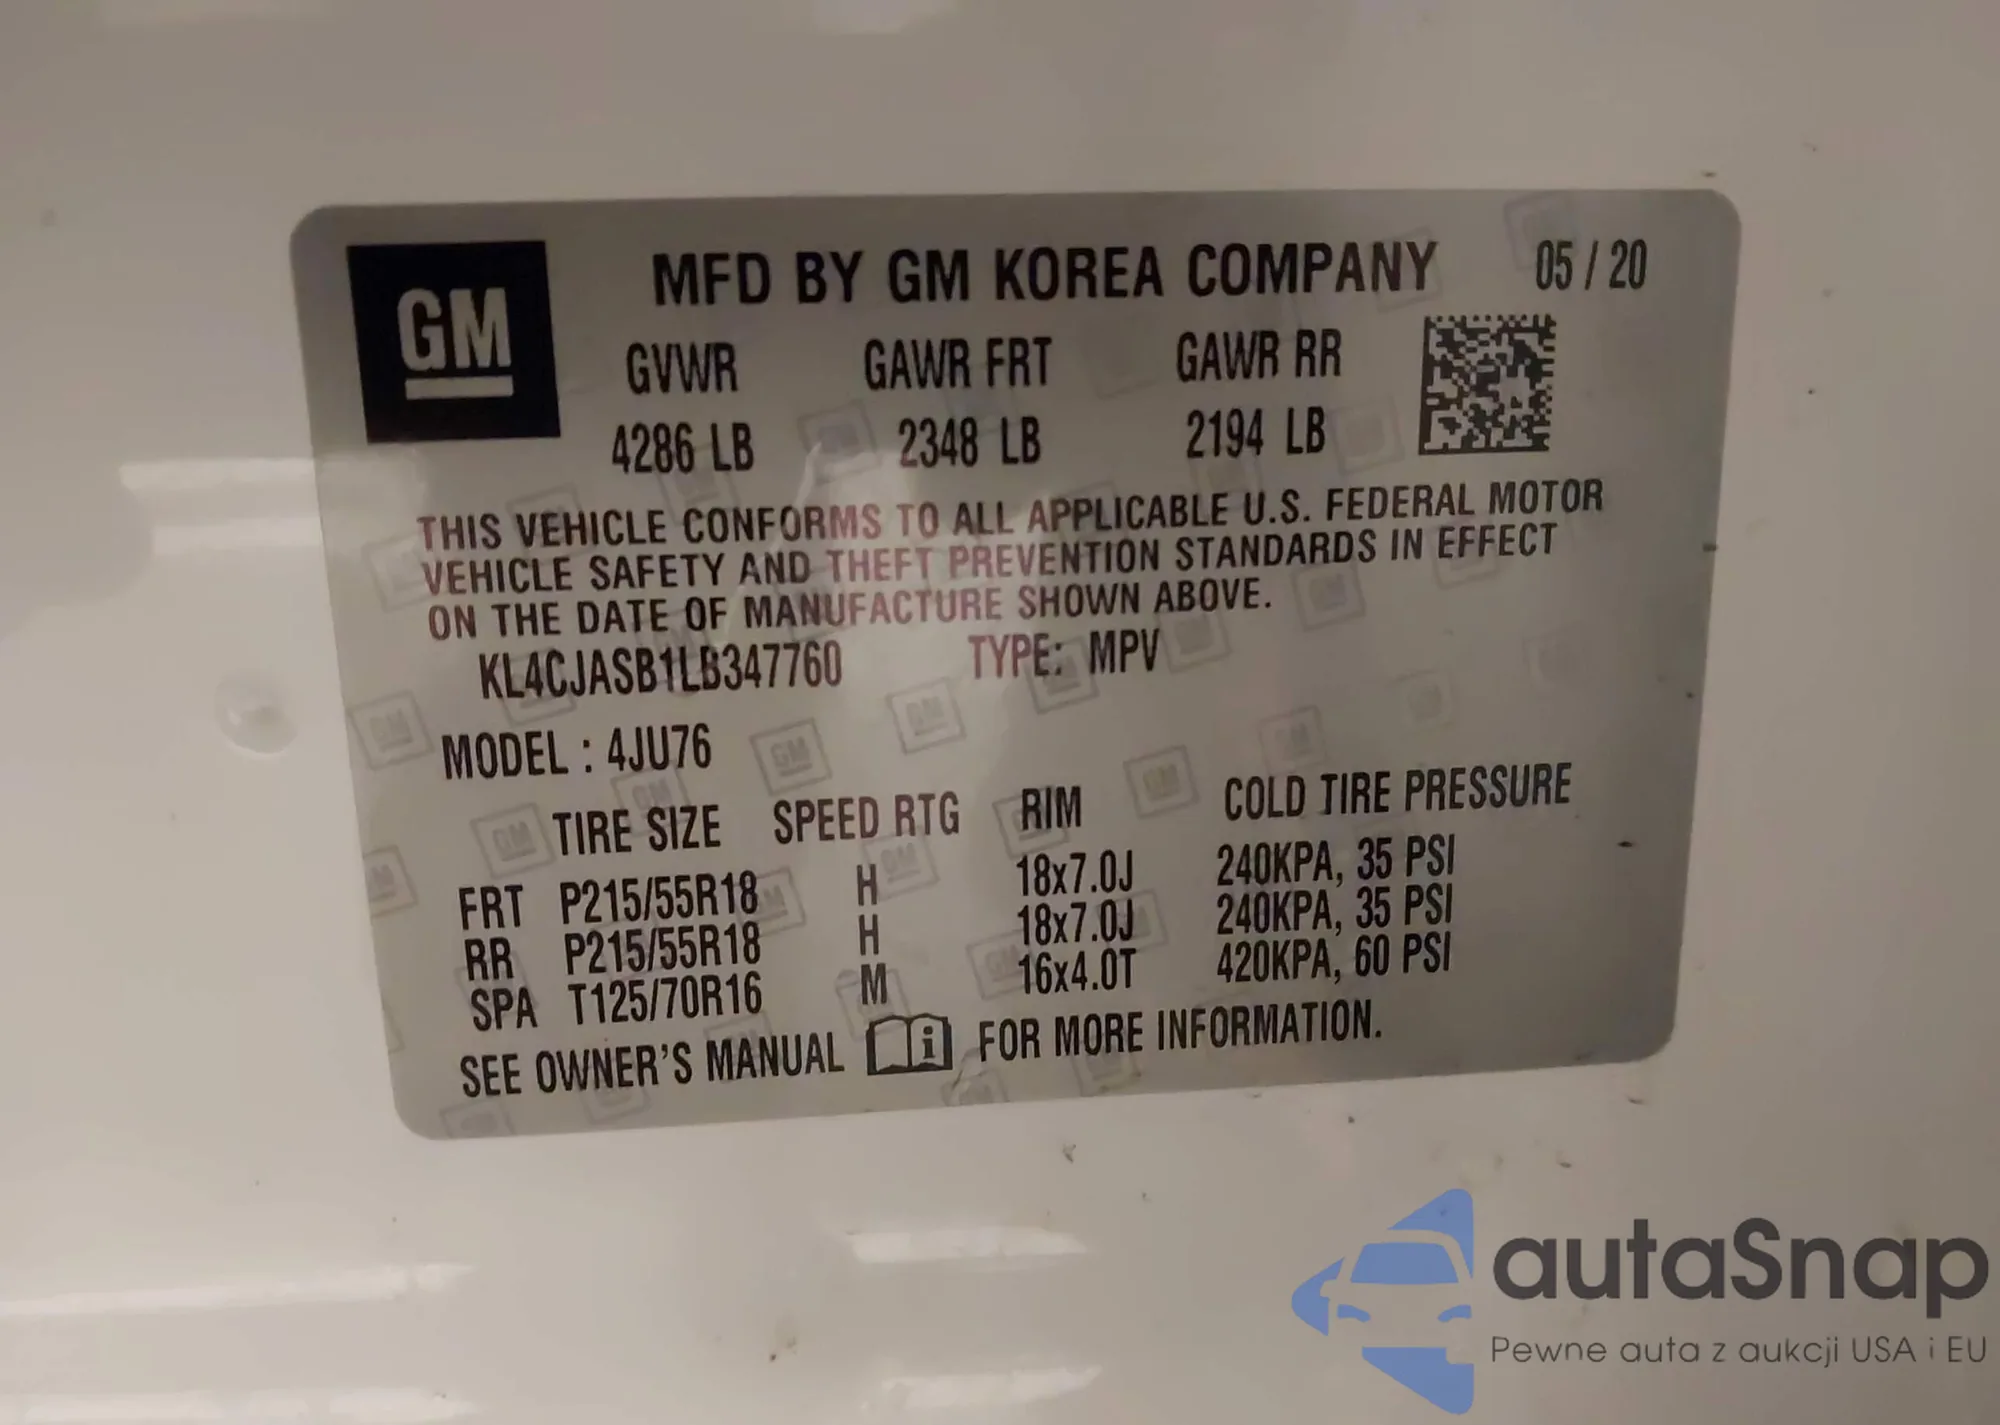 GM
MFD BY GM KOREA COMPANY 05 / 20
GVWR GAWR FRT GAWR RR
4286 LB 2348 LB 2194 LB
THIS VEHICLE CONFORMS TO ALL APPLICABLE U.S. FEDERAL MOTOR
VEHICLE SAFETY AND THEFT PREVENTION STANDARDS IN EFFECT
ON THE DATE OF MANUFACTURE SHOWN ABOVE.
KL4CJASB1LB347760 TYPE: MPV
MODEL : 4JU76
TIRE SIZE SPEED RTG RIM COLD TIRE PRESSURE
FRT P215/55R18 H 18x7.0J 240KPA, 35 PSI
RR P215/55R18 H 18x7.0J 240KPA, 35 PSI
SPA T125/70R16 M 16x4.0T 420KPA, 60 PSI
SEE OWNER'S MANUAL i FOR MORE INFORMATION.
autaSnap
Pewne auta z aukcji USA i EU